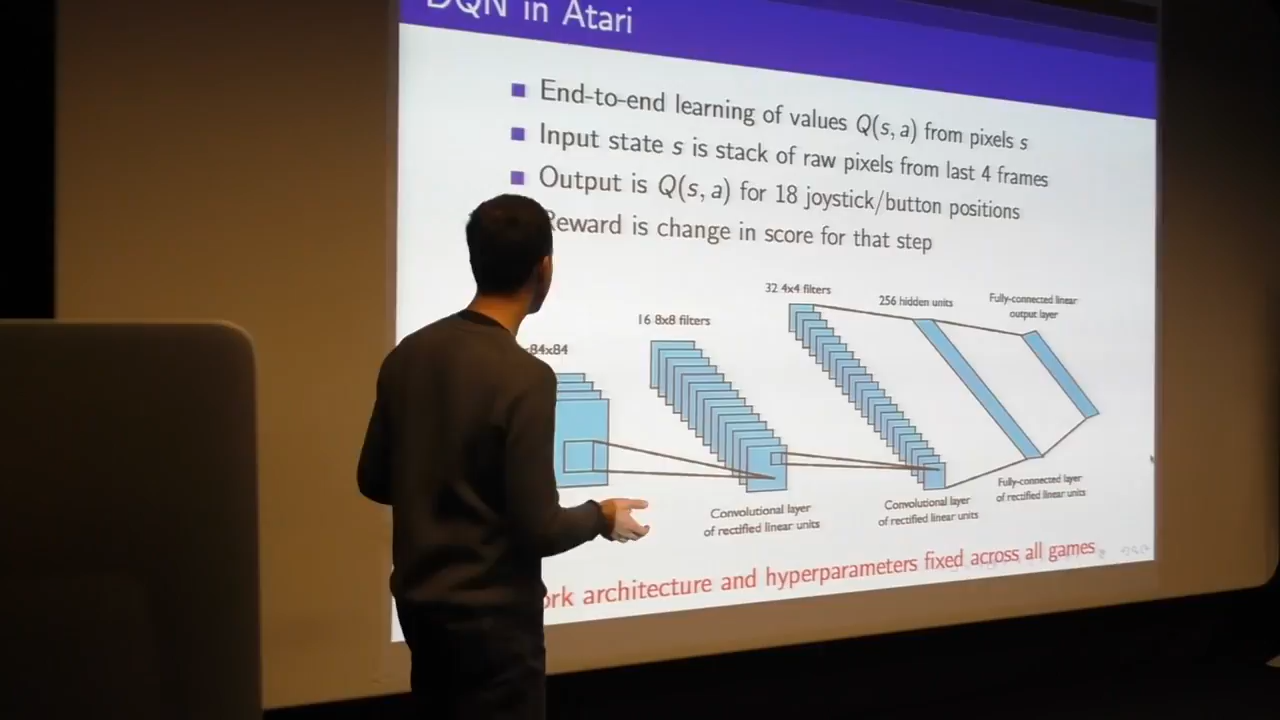 DQN in Atari
End-to-end learning of values Q(s, a) from pixels s
Input state s is stack of raw pixels from last 4 frames
Output is Q(s, a) for 18 joystick/button positions
Reward is change in score for that step
32 4x4 filters
256 hidden units
Fully-connected linear
output layer
16 8x8 filters
84x84
Fully-connected layer
of rectified linear units
Convolutional layer
of rectified linear units
Convolutional layer
of rectified linear units
ork architecture and hyperparameters fixed across all games